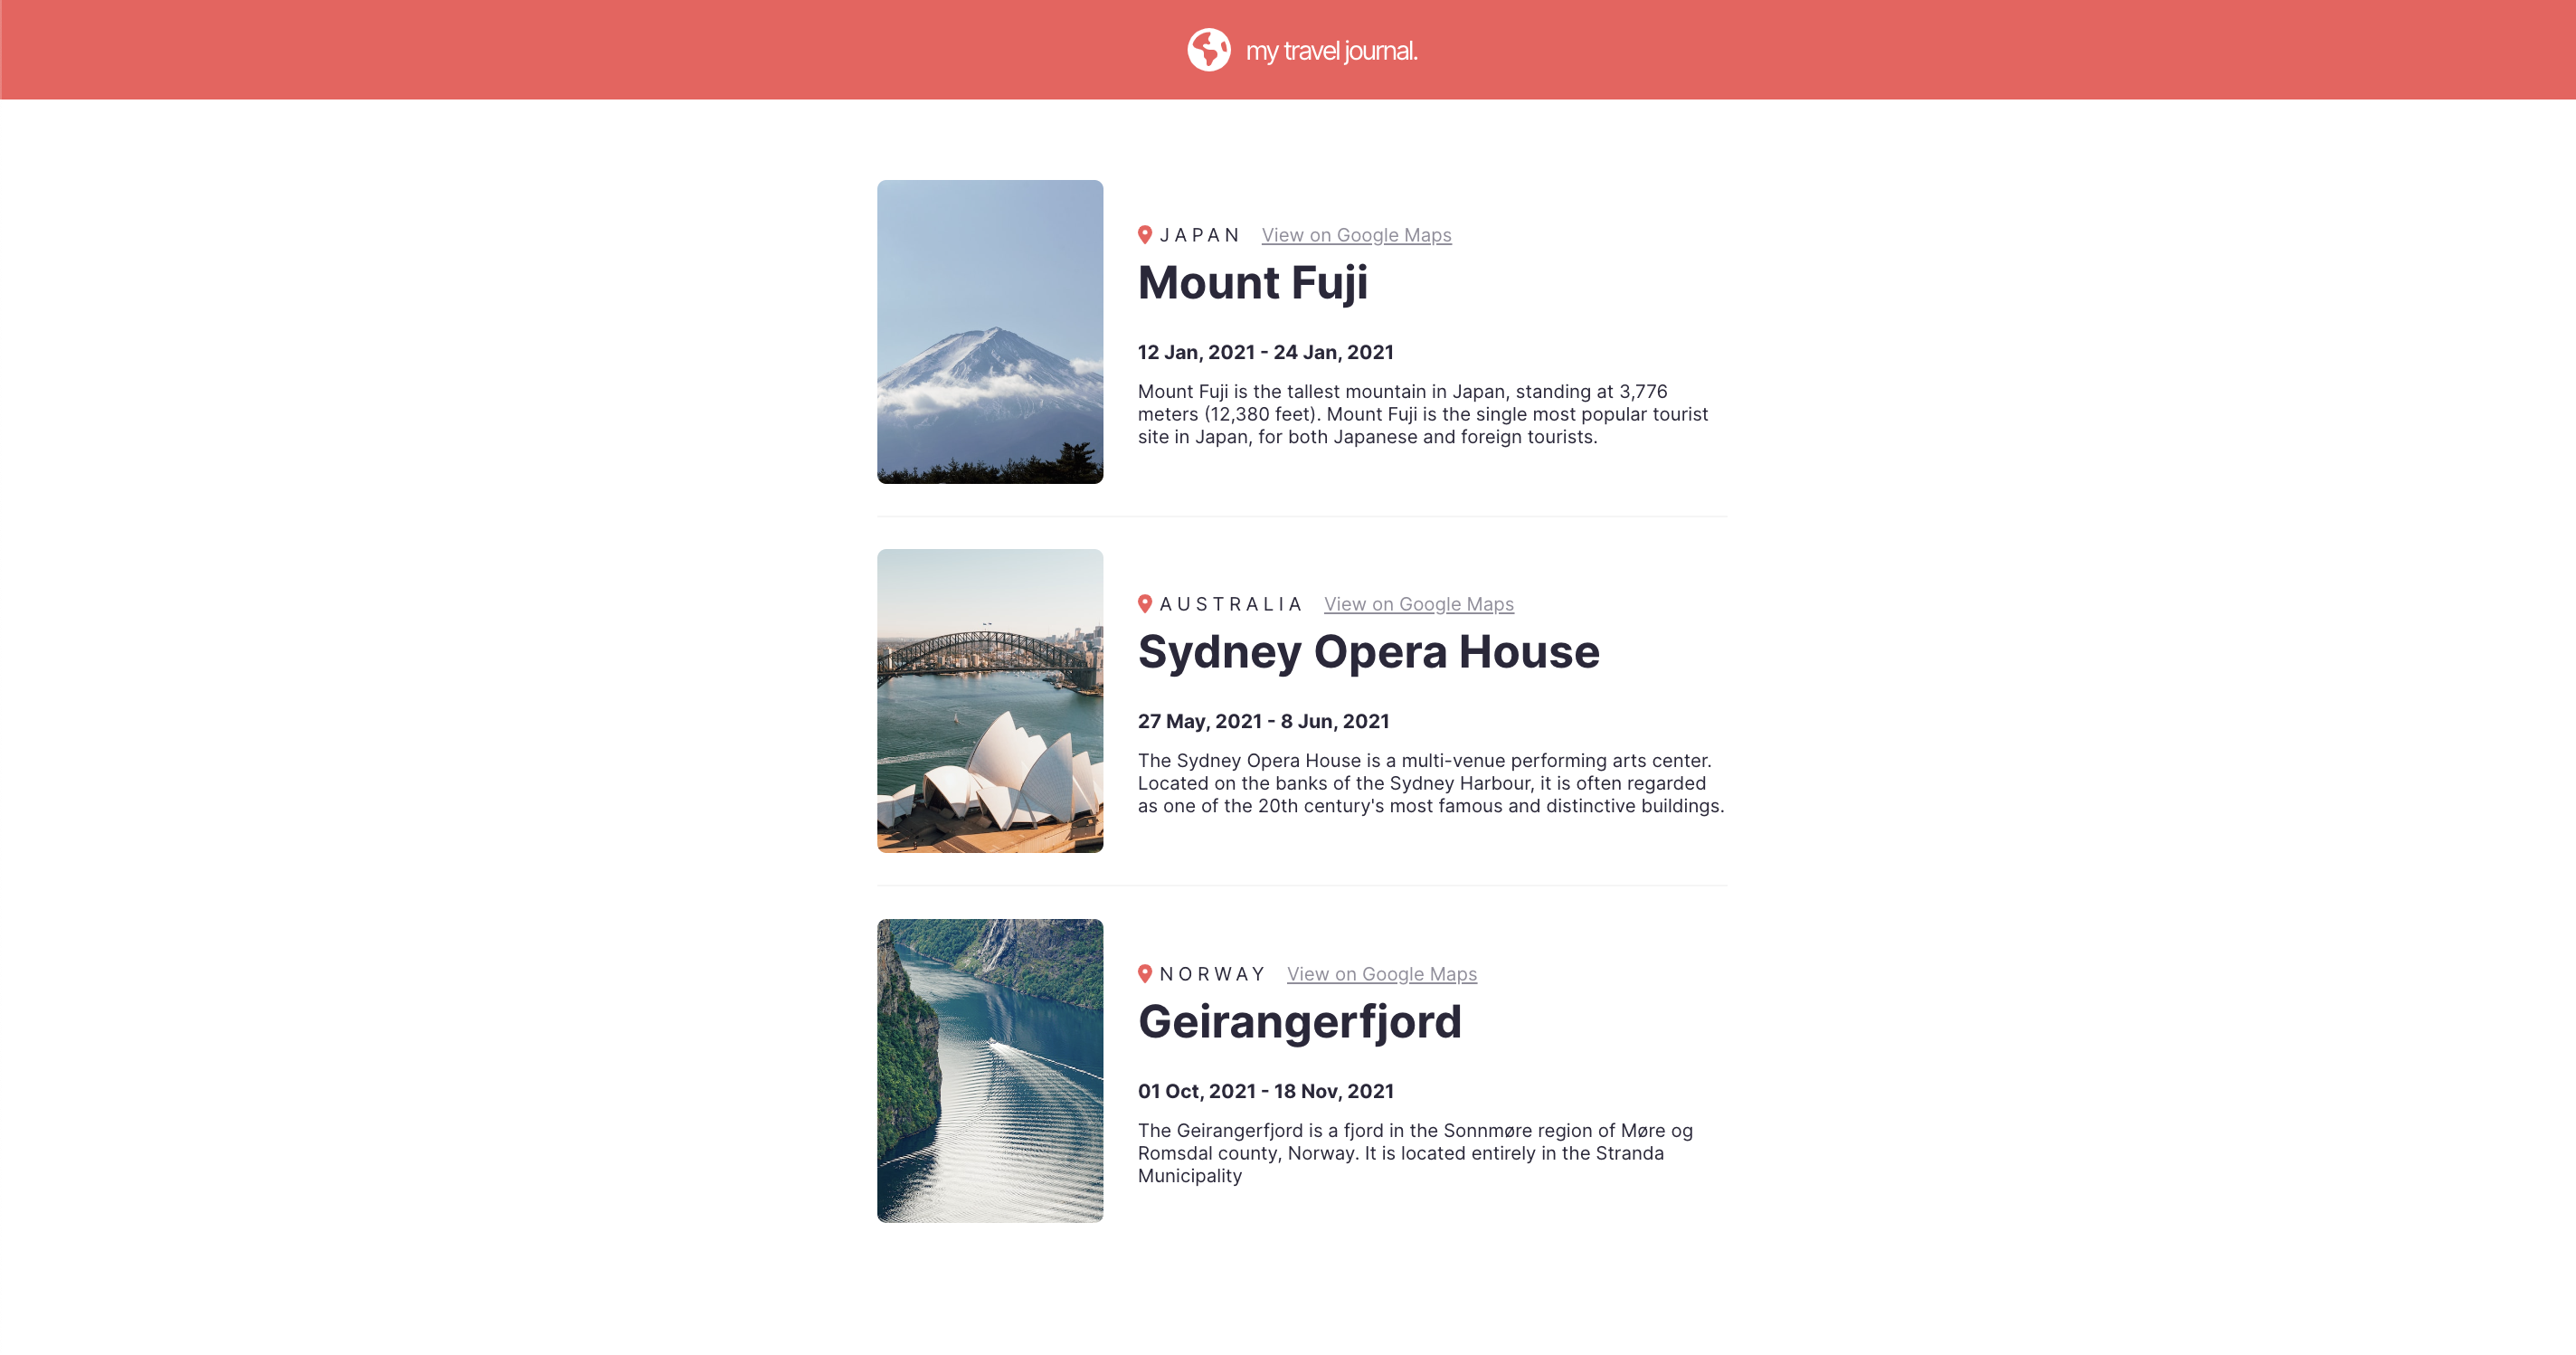 my travel journal.
JAPAN View on Google Maps
Mount Fuji
12 Jan, 2021 - 24 Jan, 2021
Mount Fuji is the tallest mountain in Japan, standing at 3,776
meters (12,380 feet). Mount Fuji is the single most popular tourist
site in Japan, for both Japanese and foreign tourists.
AUSTRALIA View on Google Maps
Sydney Opera House
27 May, 2021 - 8 Jun, 2021
The Sydney Opera House is a multi-venue performing arts center.
Located on the banks of the Sydney Harbour, it is often regarded
as one of the 20th century's most famous and distinctive buildings.
NORWAY View on Google Maps
Geirangerfjord
01 Oct, 2021 - 18 Nov, 2021
The Geirangerfjord is a fjord in the Sonnmøre region of Møre og
Romsdal county, Norway. It is located entirely in the Stranda
Municipality